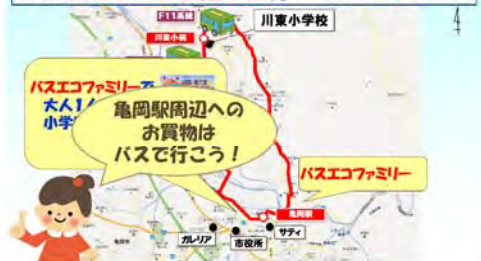 4
F11系統
川東小学校
川東小前
バスエコファミリーで
大人1
小学
亀岡駅周辺への
お買物は
バスで行こう！
バスエコファミリー
亀岡駅
ガレリア
市役所
サティ